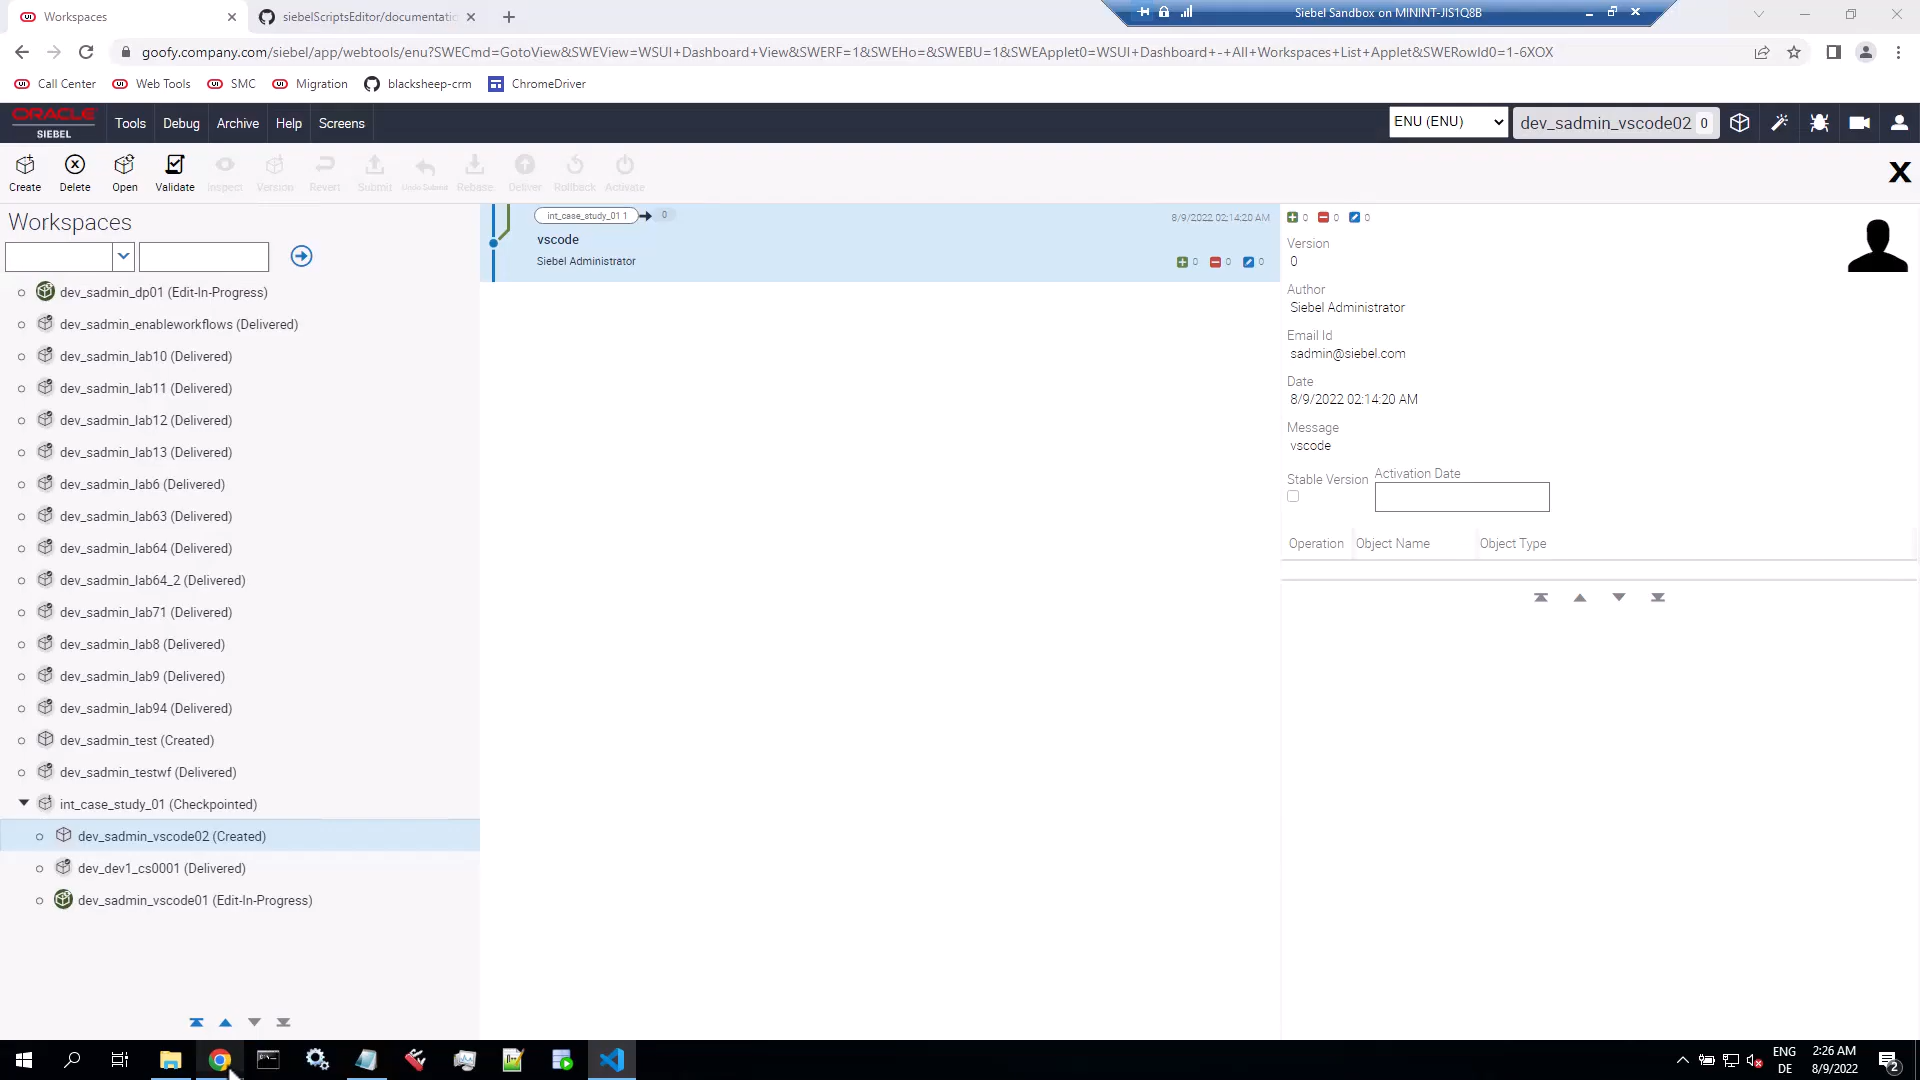 Workspaces
siebelScriptsEditor/documentatio
Siebel Sandbox on MININT-JIS1Q8B
goofy.company.com/siebel/app/webtools/enu?SWECmd=GotoView&SWEView=WSUI+Dashboard+View&SWERF=1&SWEHo=&SWEBU=1&SWEApplet0=WSUI+Dashboard+-+All+Workspaces+List+Applet&SWERowId0=1-6XOX
Call Center
Web Tools
SMC
Migration
blacksheep-crm
ChromeDriver
ORACLE
SIEBEL
Tools
Debug
Archive
Help
Screens
ENU (ENU)
dev_sadmin_vscode02 0
Create
Delete
Open
Validate
Inspect
Version
Revert
Submit
Undo Submit
Rebase
Deliver
Rollback
Activate
X
Workspaces
dev_sadmin_dp01 (Edit-In-Progress)
dev_sadmin_enableworkflows (Delivered)
dev_sadmin_lab10 (Delivered)
dev_sadmin_lab11 (Delivered)
dev_sadmin_lab12 (Delivered)
dev_sadmin_lab13 (Delivered)
dev_sadmin_lab6 (Delivered)
dev_sadmin_lab63 (Delivered)
dev_sadmin_lab64 (Delivered)
dev_sadmin_lab64_2 (Delivered)
dev_sadmin_lab71 (Delivered)
dev_sadmin_lab8 (Delivered)
dev_sadmin_lab9 (Delivered)
dev_sadmin_lab94 (Delivered)
dev_sadmin_test (Created)
dev_sadmin_testwf (Delivered)
int_case_study_01 (Checkpointed)
dev_sadmin_vscode02 (Created)
dev_dev1_cs0001 (Delivered)
dev_sadmin_vscode01 (Edit-In-Progress)
int_case_study_01 1
0
8/9/2022 02:14:20 AM
vscode
Siebel Administrator
0 0 0
0 0 0
Version
0
Author
Siebel Administrator
Email Id
sadmin@siebel.com
Date
8/9/2022 02:14:20 AM
Message
vscode
Stable Version
Activation Date
Operation
Object Name
Object Type
ENG
DE
2:26 AM
8/9/2022
2